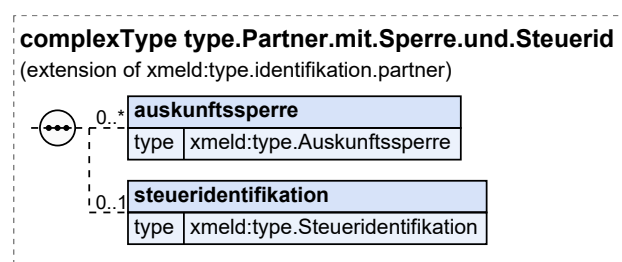 complexType type.Partner.mit.Sperre.und.Steuerid
(extension of xmeld:type.identifikation.partner)
0..* auskunftssperre
type xmeld:type.Auskunftssperre
0..1 steueridentifikation
type xmeld:type.Steueridentifikation